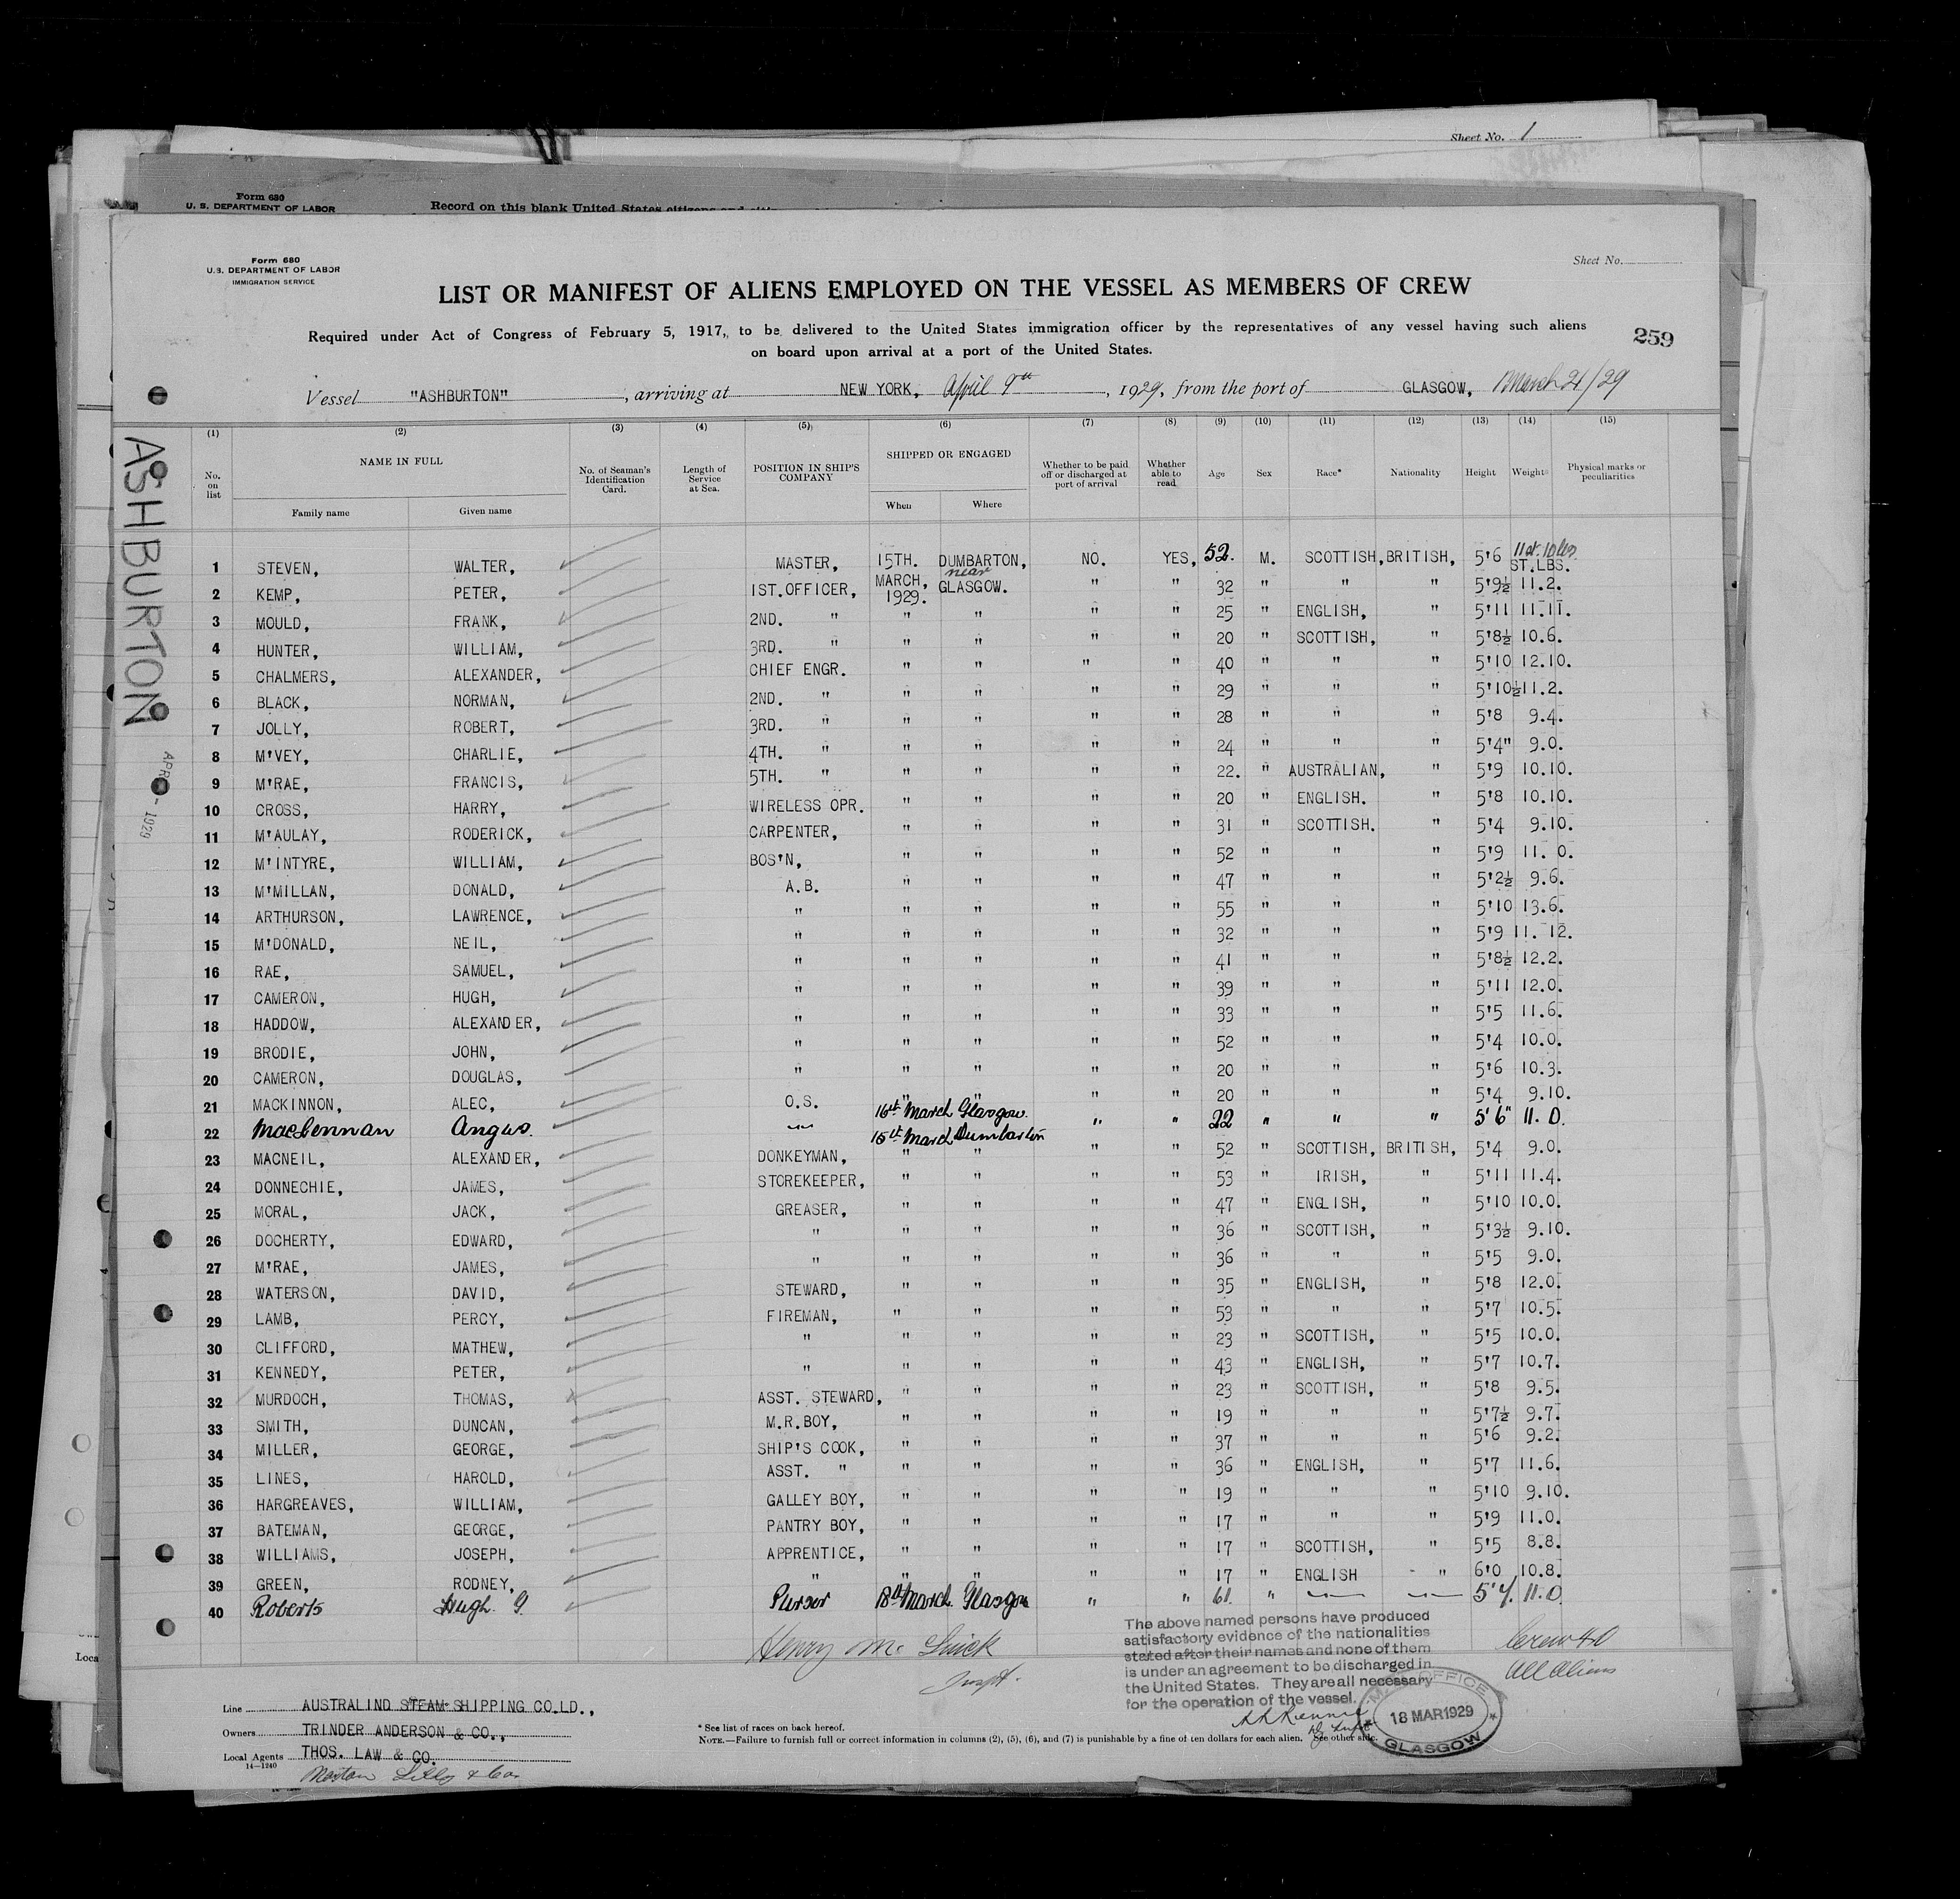 Sheet No. 1
Form 680
U. S. DEPARTMENT OF LABOR
Record on this blank United States citizens and
Form 680
U. S. DEPARTMENT OF LABOR
IMMIGRATION SERVICE
Sheet No.
LIST OR MANIFEST OF ALIENS EMPLOYED ON THE VESSEL AS MEMBERS OF CREW
Required under Act of Congress of February 5, 1917, to be delivered to the United States immigration officer by the representatives of any vessel having such aliens
on board upon arrival at a port of the United States.
259
Vessel "ASHBURTON", arriving at NEW YORK, April 9th, 1929, from the port of GLASGOW, March 21/29
ASHBURTON
APR - 1929
(1) (2) (3) (4) (5) (6) (7) (8) (9) (10) (11) (12) (13) (14) (15)
No. on list NAME IN FULL Family name Given name No. of Seaman's Identification Card. Length of Service at Sea. POSITION IN SHIP'S COMPANY SHIPPED OR ENGAGED When Where Whether to be paid off or discharged at port of arrival Whether able to read Age Sex Race* Nationality Height Weight Physical marks or peculiarities
1 STEVEN, WALTER, MASTER, 15TH. DUMBARTON, NO. YES, 52. M. SCOTTISH, BRITISH, 5'6 11st. 10lbs. ST.LBS.
2 KEMP, PETER, 1ST.OFFICER, MARCH, 1929. near GLASGOW. " " 32 " " " 5'9½ 11.2.
3 MOULD, FRANK, 2ND. " " " " " 25 " ENGLISH, " 5'11 11.11.
4 HUNTER, WILLIAM, 3RD. " " " " " 20 " SCOTTISH, " 5'8½ 10.6.
5 CHALMERS, ALEXANDER, CHIEF ENGR. " " " " 40 " " " 5'10 12.10.
6 BLACK, NORMAN, 2ND. " " " " " 29 " " " 5'10½ 11.2.
7 JOLLY, ROBERT, 3RD. " " " " " 28 " " " 5'8 9.4.
8 M'VEY, CHARLIE, 4TH. " " " " " 24 " " " 5'4" 9.0.
9 M'RAE, FRANCIS, 5TH. " " " " " 22. " AUSTRALIAN, " 5'9 10.10.
10 CROSS, HARRY, WIRELESS OPR. " " " " 20 " ENGLISH. " 5'8 10.10.
11 M'AULAY, RODERICK, CARPENTER, " " " " 31 " SCOTTISH. " 5'4 9.10.
12 M'INTYRE, WILLIAM, BOS'N, " " " " 52 " " " 5'9 11. 0.
13 M'MILLAN, DONALD, A.B. " " " " 47 " " " 5'2½ 9.6.
14 ARTHURSON, LAWRENCE, " " " " " 55 " " " 5'10 13.6.
15 M'DONALD, NEIL, " " " " " 32 " " " 5'9 11. 12.
16 RAE, SAMUEL, " " " " " 41 " " " 5'8½ 12.2.
17 CAMERON, HUGH, " " " " " 39 " " " 5'11 12.0.
18 HADDOW, ALEXANDER, " " " " " 33 " " " 5'5 11.6.
19 BRODIE, JOHN, " " " " " 52 " " " 5'4 10.0.
20 CAMERON, DOUGLAS, " " " " " 20 " " " 5'6 10.3.
21 MACKINNON, ALEC, O.S. " " " " 20 " " " 5'4 9.10.
22 MacLennan Angus. " 16th March Glasgow. " " 22 " " " 5'6" 11. 0.
15th March Dumbarton
23 MACNEIL, ALEXANDER, DONKEYMAN, " " " " 52 " SCOTTISH, BRITISH, 5'4 9.0.
24 DONNECHIE, JAMES, STOREKEEPER, " " " " 53 " IRISH, " 5'11 11.4.
25 MORAL, JACK, GREASER, " " " " 47 " ENGLISH, " 5'10 10.0.
26 DOCHERTY, EDWARD, " " " " " 36 " SCOTTISH, " 5'3½ 9.10.
27 M'RAE, JAMES, " " " " " 36 " " " 5'5 9.0.
28 WATERSON, DAVID, STEWARD, " " " " 35 " ENGLISH, " 5'8 12.0.
29 LAMB, PERCY, FIREMAN, " " " " 53 " " " 5'7 10.5.
30 CLIFFORD, MATHEW, " " " " " 23 " SCOTTISH, " 5'5 10.0.
31 KENNEDY, PETER, " " " " " 43 " ENGLISH, " 5'7 10.7.
32 MURDOCH, THOMAS, ASST. STEWARD, " " " " 23 " SCOTTISH, " 5'8 9.5.
33 SMITH, DUNCAN, M.R.BOY, " " " " 19 " " " 5'7½ 9.7.
34 MILLER, GEORGE, SHIP'S COOK, " " " " 37 " " " 5'6 9.2.
35 LINES, HAROLD, ASST. " " " " " 36 " ENGLISH, " 5'7 11.6.
36 HARGREAVES, WILLIAM, GALLEY BOY, " " " " 19 " " " 5'10 9.10.
37 BATEMAN, GEORGE, PANTRY BOY, " " " " 17 " " " 5'9 11.0.
38 WILLIAMS, JOSEPH, APPRENTICE, " " " " 17 " SCOTTISH, " 5'5 8.8.
39 GREEN, RODNEY, " " " " " 17 " ENGLISH " 6'0 10.8.
40 Roberts Hugh G. Purser 18th March. Glasgow " " 61. " " " 5'7. 11.0.
Henry Mc
Inspt.
The above named persons have produced
satisfactory evidence of the nationalities
stated after their names and none of them
is under an agreement to be discharged in
the United States. They are all necessary
for the operation of the vessel.
Crew 40
All Aliens
OFFICE
18 MAR 1929
GLASGOW
Line AUSTRALIND STEAM SHIPPING CO.LD.,
Owners TRINDER ANDERSON & CO.,
Local Agents THOS. LAW & CO.
14—1240
Norton Lilly & Co.
* See list of races on back hereof.
NOTE.—Failure to furnish full or correct information in columns (2), (5), (6), and (7) is punishable by a fine of ten dollars for each alien. See other side.
Loca